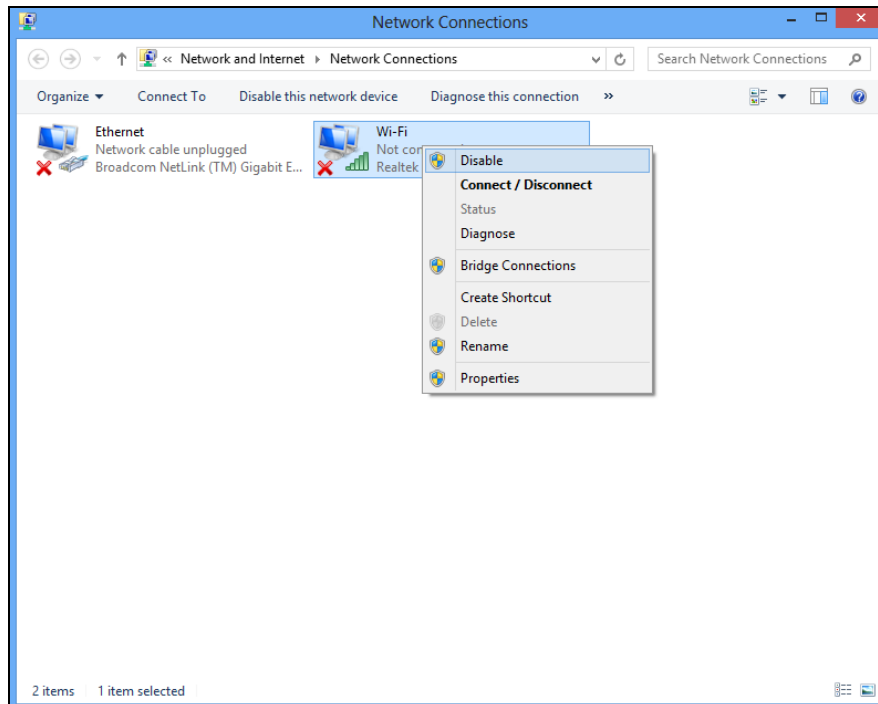 Network Connections
« Network and Internet Network Connections
Search Network Connections
Organize Connect To Disable this network device Diagnose this connection »
Ethernet
Network cable unplugged
Broadcom NetLink (TM) Gigabit E...
Wi-Fi
Not
Realtek
Disable
Connect / Disconnect
Status
Diagnose
Bridge Connections
Create Shortcut
Delete
Rename
Properties
2 items 1 item selected